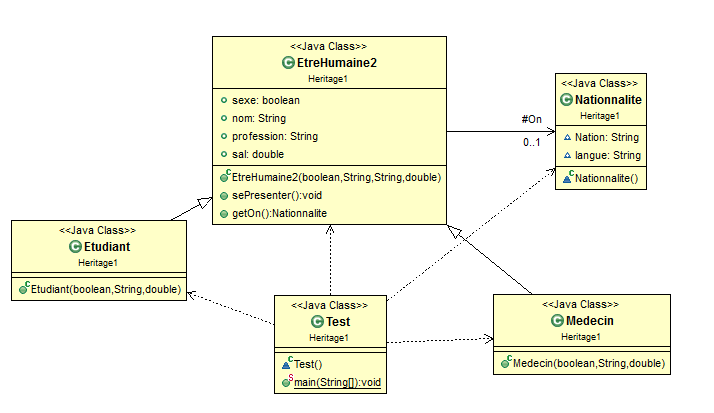 <<Java Class>>
EtreHumaine2
Heritage1
sexe: boolean
nom: String
profession: String
sal: double
EtreHumaine2(boolean,String,String,double)
sePresenter():void
getOn():Nationnalite
#On
0..1
<<Java Class>>
Nationnalite
Heritage1
Nation: String
langue: String
Nationnalite()
<<Java Class>>
Etudiant
Heritage1
Etudiant(boolean,String,double)
<<Java Class>>
Test
Heritage1
Test()
main(String[]):void
<<Java Class>>
Medecin
Heritage1
Medecin(boolean,String,double)